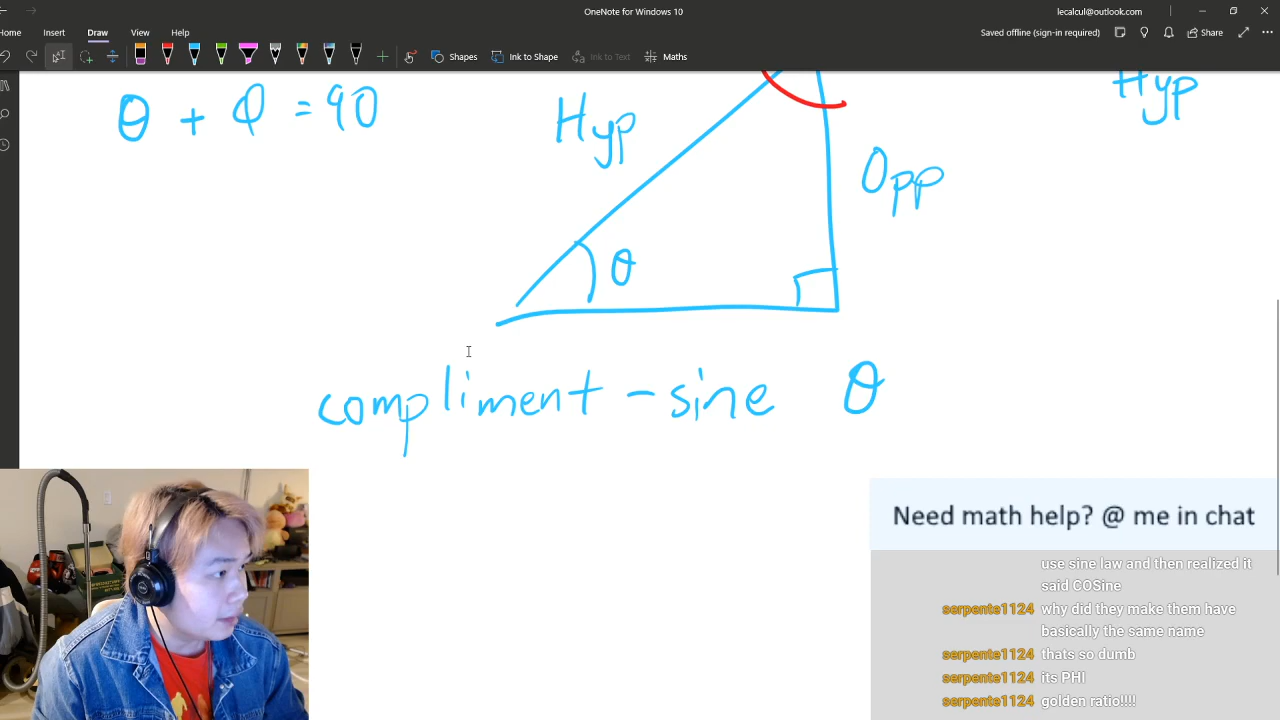 OneNote for Windows 10
lecalcul@outlook.com
Home Insert Draw View Help
Saved offline (sign-in required)
Share
Shapes
Ink to Shape
Ink to Text
Maths
θ + Φ = 90
Hyp
Hyp
Opp
θ
compliment - sine θ
Need math help? @ me in chat
use sine law and then realized it
said COSine
serpente1124 why did they make them have
basically the same name
serpente1124 thats so dumb
serpente1124 its PHI
serpente1124 golden ratio!!!!